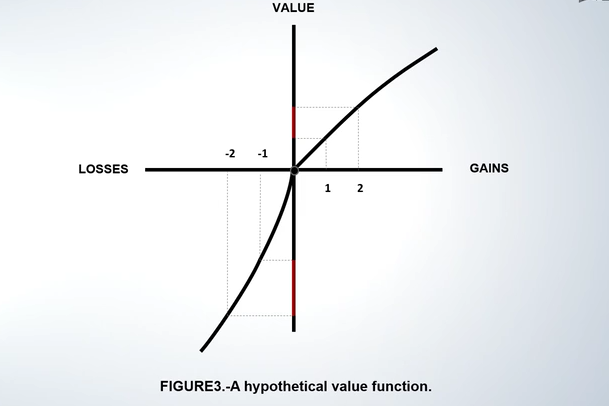 VALUE
-2 -1
LOSSES
GAINS
1 2
FIGURE3.-A hypothetical value function.